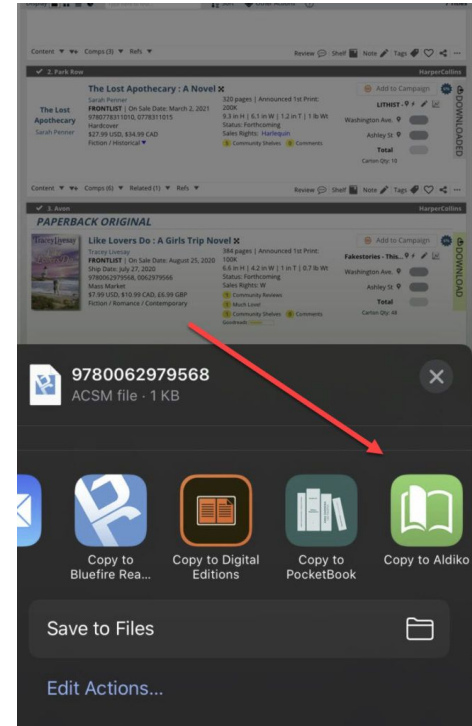 Content ▼ Comps (3) ▼ Refs ▼ Review Shelf Note Tags
✔ 2. Park Row HarperCollins
The Lost Apothecary : A Novel
The Lost
Apothecary
Sarah Penner
Sarah Penner
FRONTLIST | On Sale Date: March 2, 2021
9780778311010, 0778311015
Hardcover
$27.99 USD, $34.99 CAD
Fiction / Historical ▼
320 pages | Announced 1st Print:
200K
9.3 in H | 6.1 in W | 1.2 in T | 1 lb Wt
Status: Forthcoming
Sales Rights: Harlequin
Community Shelves Comments
Add to Campaign
LITHIST -
Washington Ave.
Ashley St
Total
Carton Qty: 10
DOWNLOADED
Content ▼ Comps (6) ▼ Related (1) ▼ Refs ▼ Review Shelf Note Tags
✔ 3. Avon HarperCollins
PAPERBACK ORIGINAL
Like Lovers Do : A Girls Trip Novel
Tracey Livesay
Tracey Livesay
FRONTLIST | On Sale Date: August 25, 2020
Ship Date: July 27, 2020
9780062979568, 0062979566
Mass Market
$7.99 USD, $10.99 CAD, £6.99 GBP
Fiction / Romance / Contemporary
384 pages | Announced 1st Print:
100K
6.6 in H | 4.2 in W | 1 in T | 0.7 lb Wt
Status: Forthcoming
Sales Rights: W
Community Reviews
Much Love!
Community Shelves Comments
Add to Campaign
Fakestories - This...
Washington Ave.
Ashley St
Total
Carton Qty: 48
DOWNLOAD
9780062979568
ACSM file · 1 KB
Copy to
Bluefire Rea...
Copy to Digital
Editions
Copy to
PocketBook
Copy to Aldiko
Save to Files
Edit Actions...